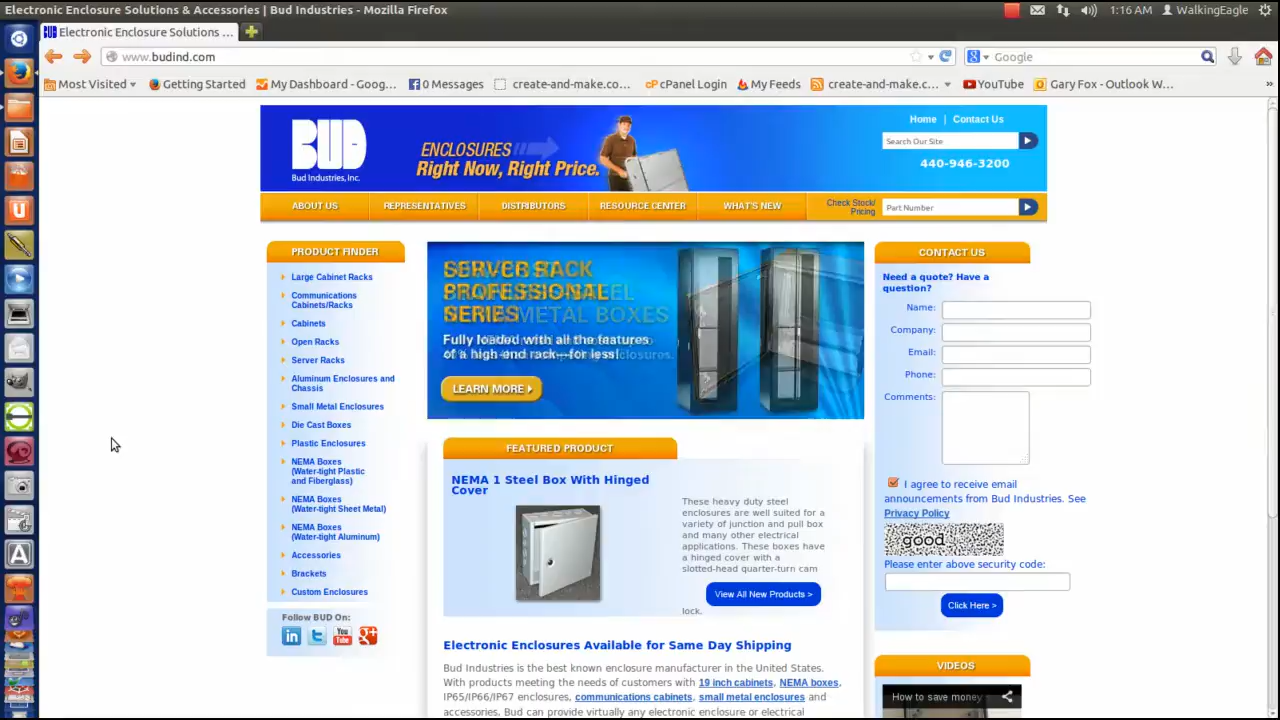 Electronic Enclosure Solutions & Accessories | Bud Industries - Mozilla Firefox
1:16 AM
WalkingEagle
Electronic Enclosure Solutions ...
www.budind.com
Google
Most Visited
Getting Started
My Dashboard - Goog...
0 Messages
create-and-make.co...
cPanel Login
My Feeds
create-and-make.c...
YouTube
Gary Fox - Outlook W...
BUD
Bud Industries, Inc.
ENCLOSURES
Right Now, Right Price.
Home | Contact Us
Search Our Site
440-946-3200
ABOUT US
REPRESENTATIVES
DISTRIBUTORS
RESOURCE CENTER
WHAT'S NEW
Check Stock/
Pricing
Part Number
PRODUCT FINDER
Large Cabinet Racks
Communications
Cabinets/Racks
Cabinets
Open Racks
Server Racks
Aluminum Enclosures and
Chassis
Small Metal Enclosures
Die Cast Boxes
Plastic Enclosures
NEMA Boxes
(Water-tight Plastic
and Fiberglass)
NEMA Boxes
(Water-tight Sheet Metal)
NEMA Boxes
(Water-tight Aluminum)
Accessories
Brackets
Custom Enclosures
Follow BUD On:
in
You
Tube
SERVER RACK
PROFESSIONAL
SERIES
METAL BOXES
Fully loaded with all the features
of a high-end rack—for less!
LEARN MORE
FEATURED PRODUCT
NEMA 1 Steel Box With Hinged
Cover
These heavy duty steel
enclosures are well suited for a
variety of junction and pull box
and many other electrical
applications. These boxes have
a hinged cover with a
slotted-head quarter-turn cam
View All New Products >
lock.
Electronic Enclosures Available for Same Day Shipping
Bud Industries is the best known enclosure manufacturer in the United States.
With products meeting the needs of customers with 19 inch cabinets, NEMA boxes,
IP65/IP66/IP67 enclosures, communications cabinets, small metal enclosures and
accessories, Bud can provide virtually any electronic enclosure or electrical
CONTACT US
Need a quote? Have a
question?
Name:
Company:
Email:
Phone:
Comments:
I agree to receive email
announcements from Bud Industries. See
Privacy Policy
good
Please enter above security code:
Click Here >
VIDEOS
How to save money